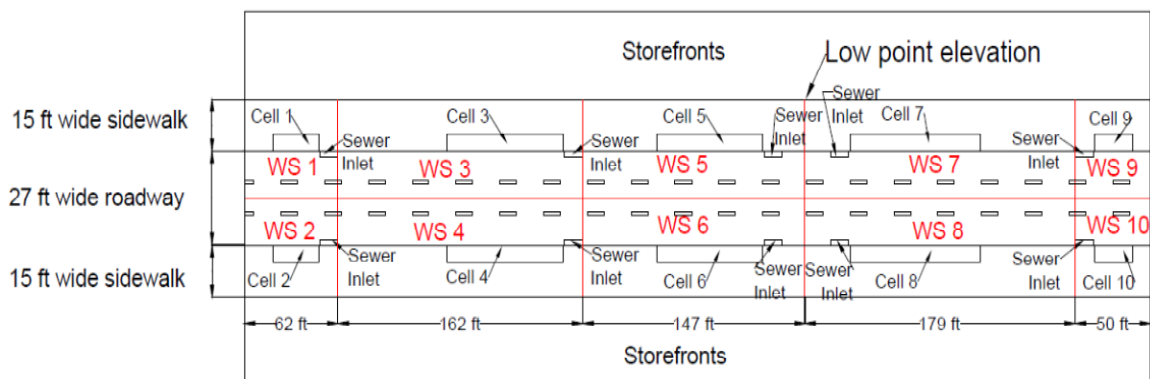 Storefronts
Low point elevation
15 ft wide sidewalk
27 ft wide roadway
15 ft wide sidewalk
Cell 1
Sewer
Inlet
WS 1
Cell 3
Sewer
Inlet
WS 3
Cell 5
Sewer
Inlet
WS 5
Sewer
Inlet
Cell 7
WS 7
Sewer
Inlet
Cell 9
WS 9
WS 2
Cell 2
Sewer
Inlet
WS 4
Cell 4
Sewer
Inlet
WS 6
Cell 6
Sewer
Inlet
Sewer
Inlet
WS 8
Cell 8
Sewer
Inlet
WS 10
Cell 10
62 ft
162 ft
147 ft
179 ft
50 ft
Storefronts